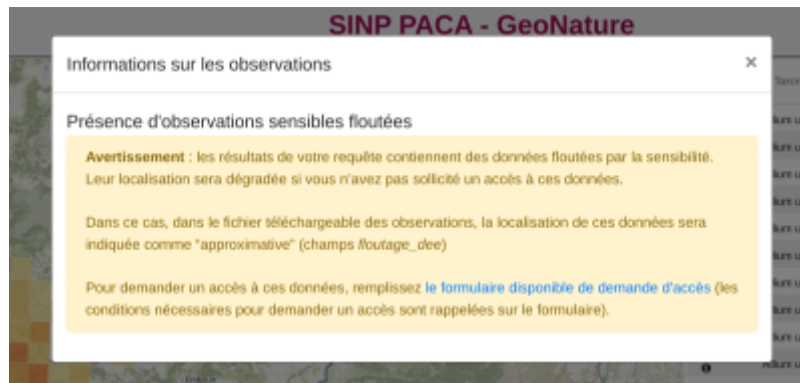 SINP PACA - GeoNature
Informations sur les observations
×
Présence d'observations sensibles floutées
Avertissement : les résultats de votre requête contiennent des données floutées par la sensibilité.
Leur localisation sera dégradée si vous n'avez pas sollicité un accès à ces données.
Dans ce cas, dans le fichier téléchargeable des observations, la localisation de ces données sera
indiquée comme "approximative" (champs floutage_dee)
Pour demander un accès à ces données, remplissez le formulaire disponible de demande d'accès (les
conditions nécessaires pour demander un accès sont rappelées sur le formulaire).